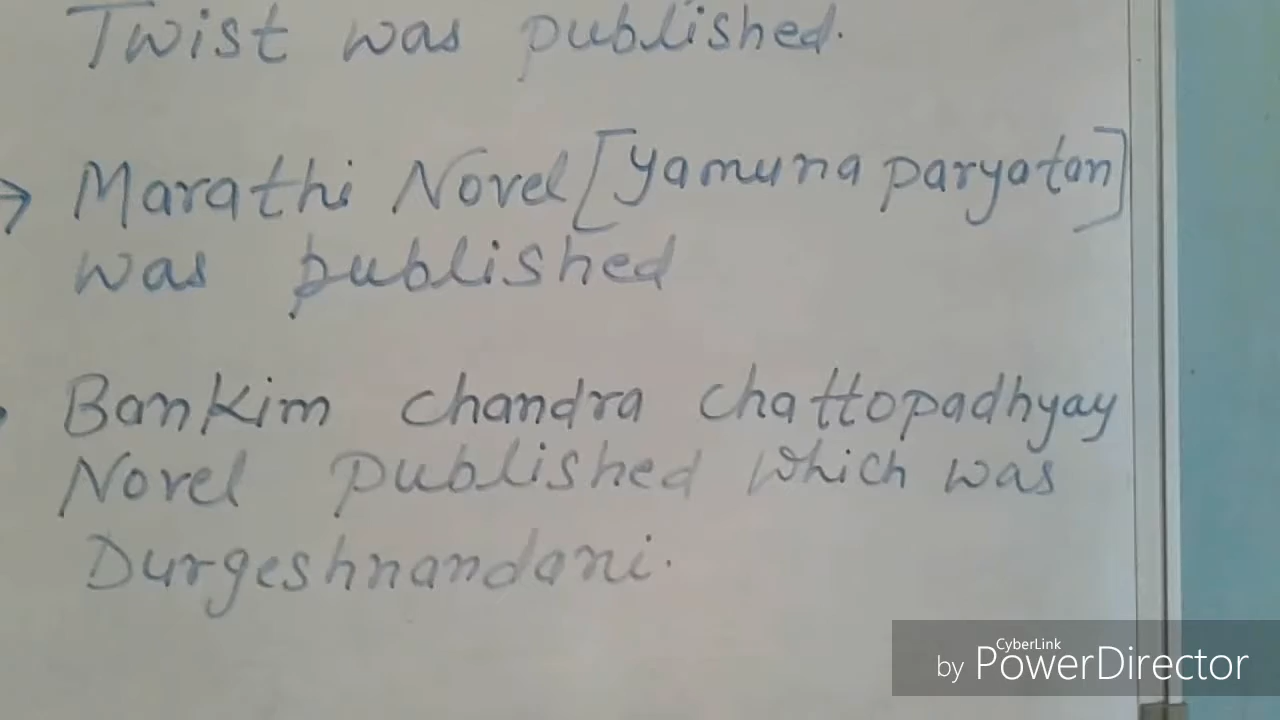 Twist was published.
→ Marathi Novel [Yamuna paryatan]
was published
Bankim chandra chattopadhyay
Novel published which was
Durgeshnandani.
CyberLink
by PowerDirector